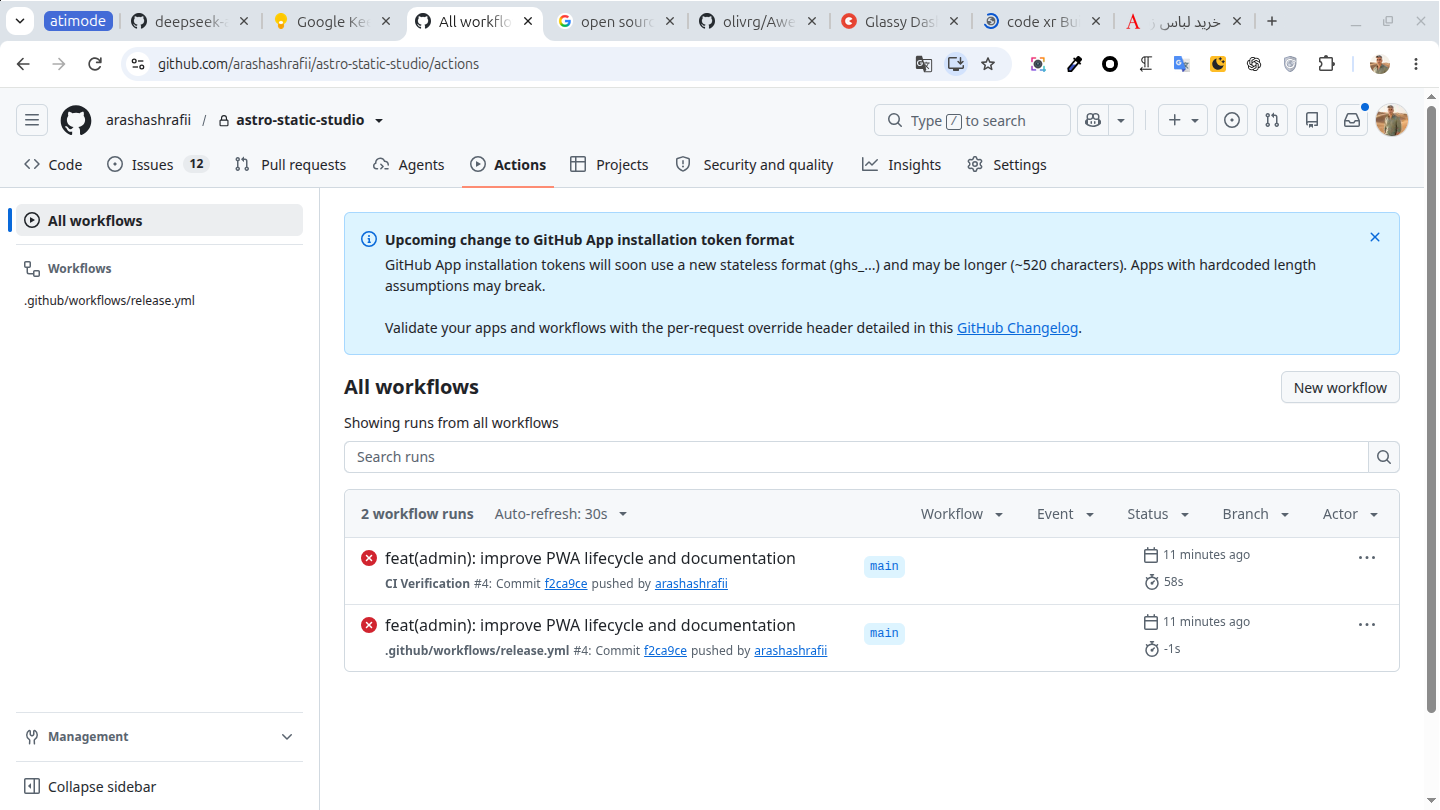 atimode
deepseek-a
Google Kee
All workflo
open sourc
olivrg/Awe
Glassy Das
code xr Bu
خرید لباس ز
github.com/arashashrafii/astro-static-studio/actions
arashashrafii / astro-static-studio
Type / to search
Code
Issues 12
Pull requests
Agents
Actions
Projects
Security and quality
Insights
Settings
All workflows
Workflows
.github/workflows/release.yml
Management
Collapse sidebar
Upcoming change to GitHub App installation token format
GitHub App installation tokens will soon use a new stateless format (ghs_...) and may be longer (~520 characters). Apps with hardcoded length
assumptions may break.
Validate your apps and workflows with the per-request override header detailed in this GitHub Changelog.
All workflows
New workflow
Showing runs from all workflows
Search runs
2 workflow runs Auto-refresh: 30s Workflow Event Status Branch Actor
feat(admin): improve PWA lifecycle and documentation
CI Verification #4: Commit f2ca9ce pushed by arashashrafii
main
11 minutes ago
58s
feat(admin): improve PWA lifecycle and documentation
.github/workflows/release.yml #4: Commit f2ca9ce pushed by arashashrafii
main
11 minutes ago
-1s